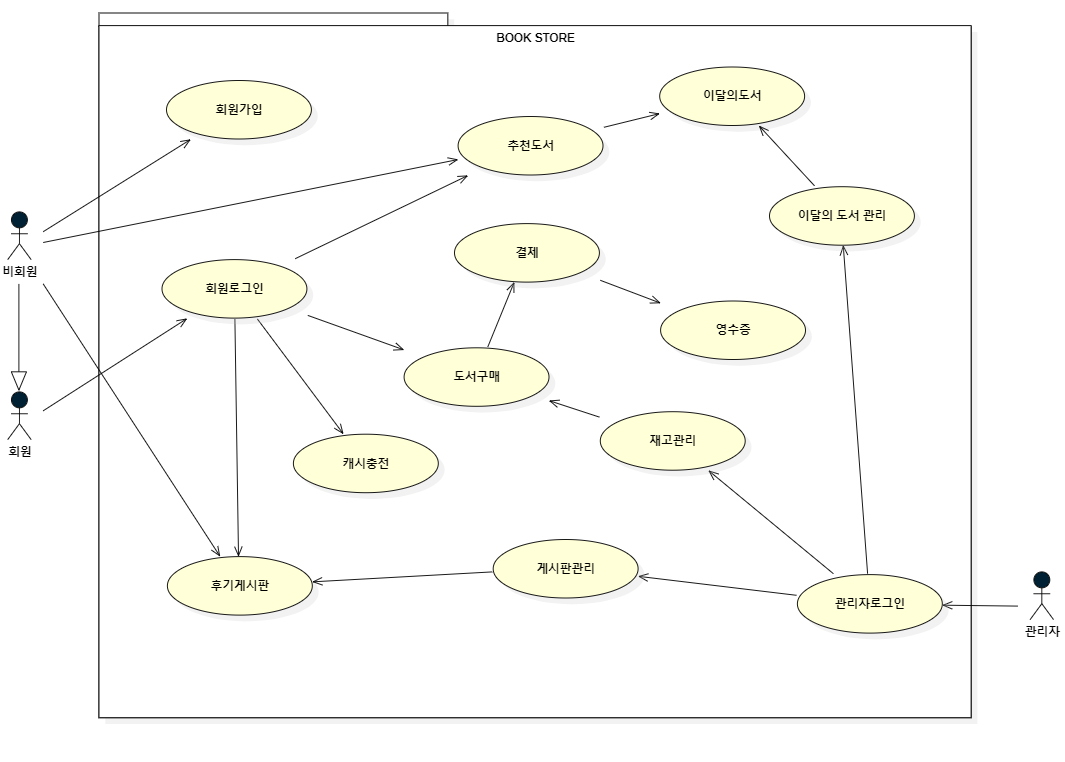 BOOK STORE
회원가입
이달의도서
추천도서
이달의 도서 관리
비회원
결제
회원로그인
영수증
도서구매
회원
재고관리
캐시충전
게시판관리
후기게시판
관리자로그인
관리자